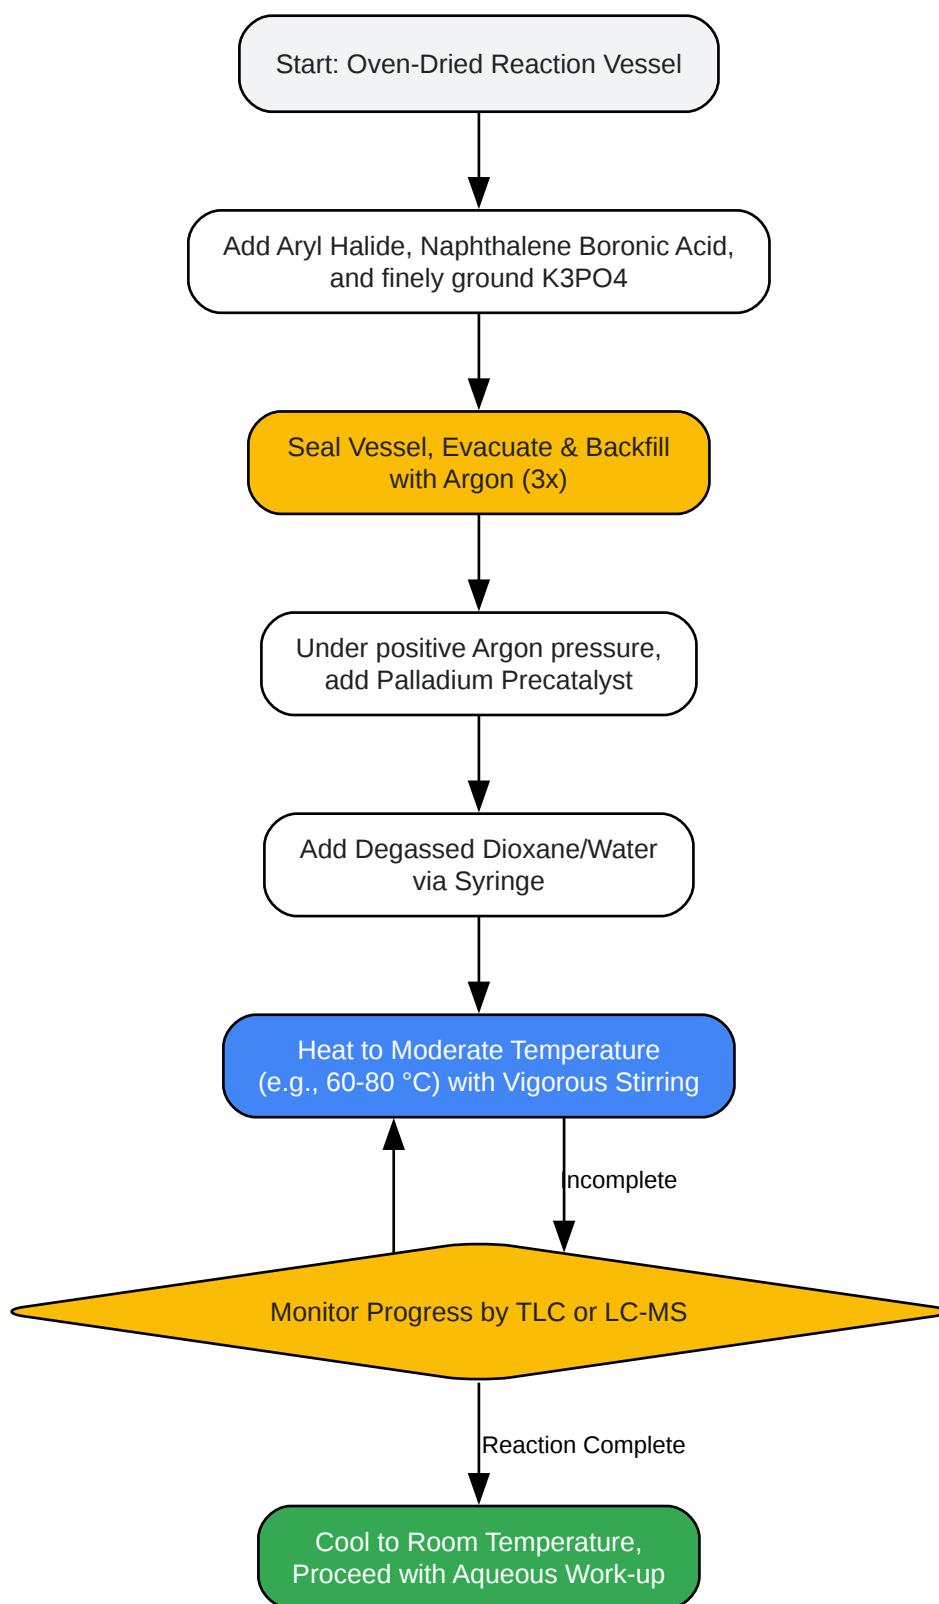 Start: Oven-Dried Reaction Vessel
Add Aryl Halide, Naphthalene Boronic Acid,
and finely ground K3PO4
Seal Vessel, Evacuate & Backfill
with Argon (3x)
Under positive Argon pressure,
add Palladium Precatalyst
Add Degassed Dioxane/Water
via Syringe
Heat to Moderate Temperature
(e.g., 60-80 °C) with Vigorous Stirring
Incomplete
Monitor Progress by TLC or LC-MS
Reaction Complete
Cool to Room Temperature,
Proceed with Aqueous Work-up